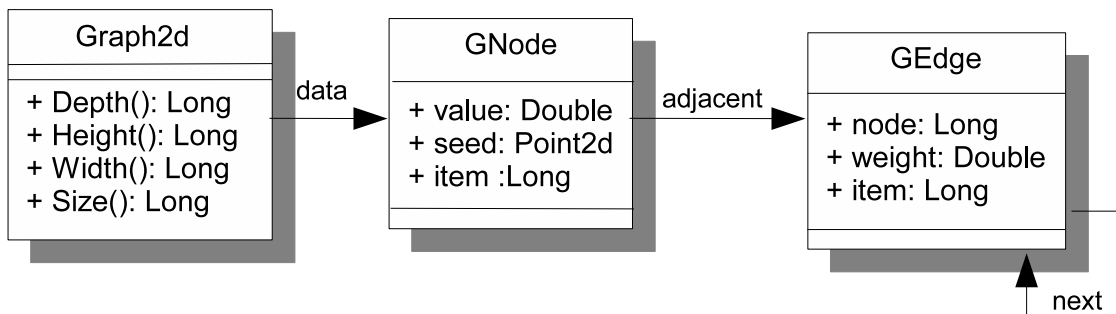 Graph2d
+ Depth(): Long
+ Height(): Long
+ Width(): Long
+ Size(): Long
data
GNode
+ value: Double
+ seed: Point2d
+ item :Long
adjacent
GEdge
+ node: Long
+ weight: Double
+ item: Long
next